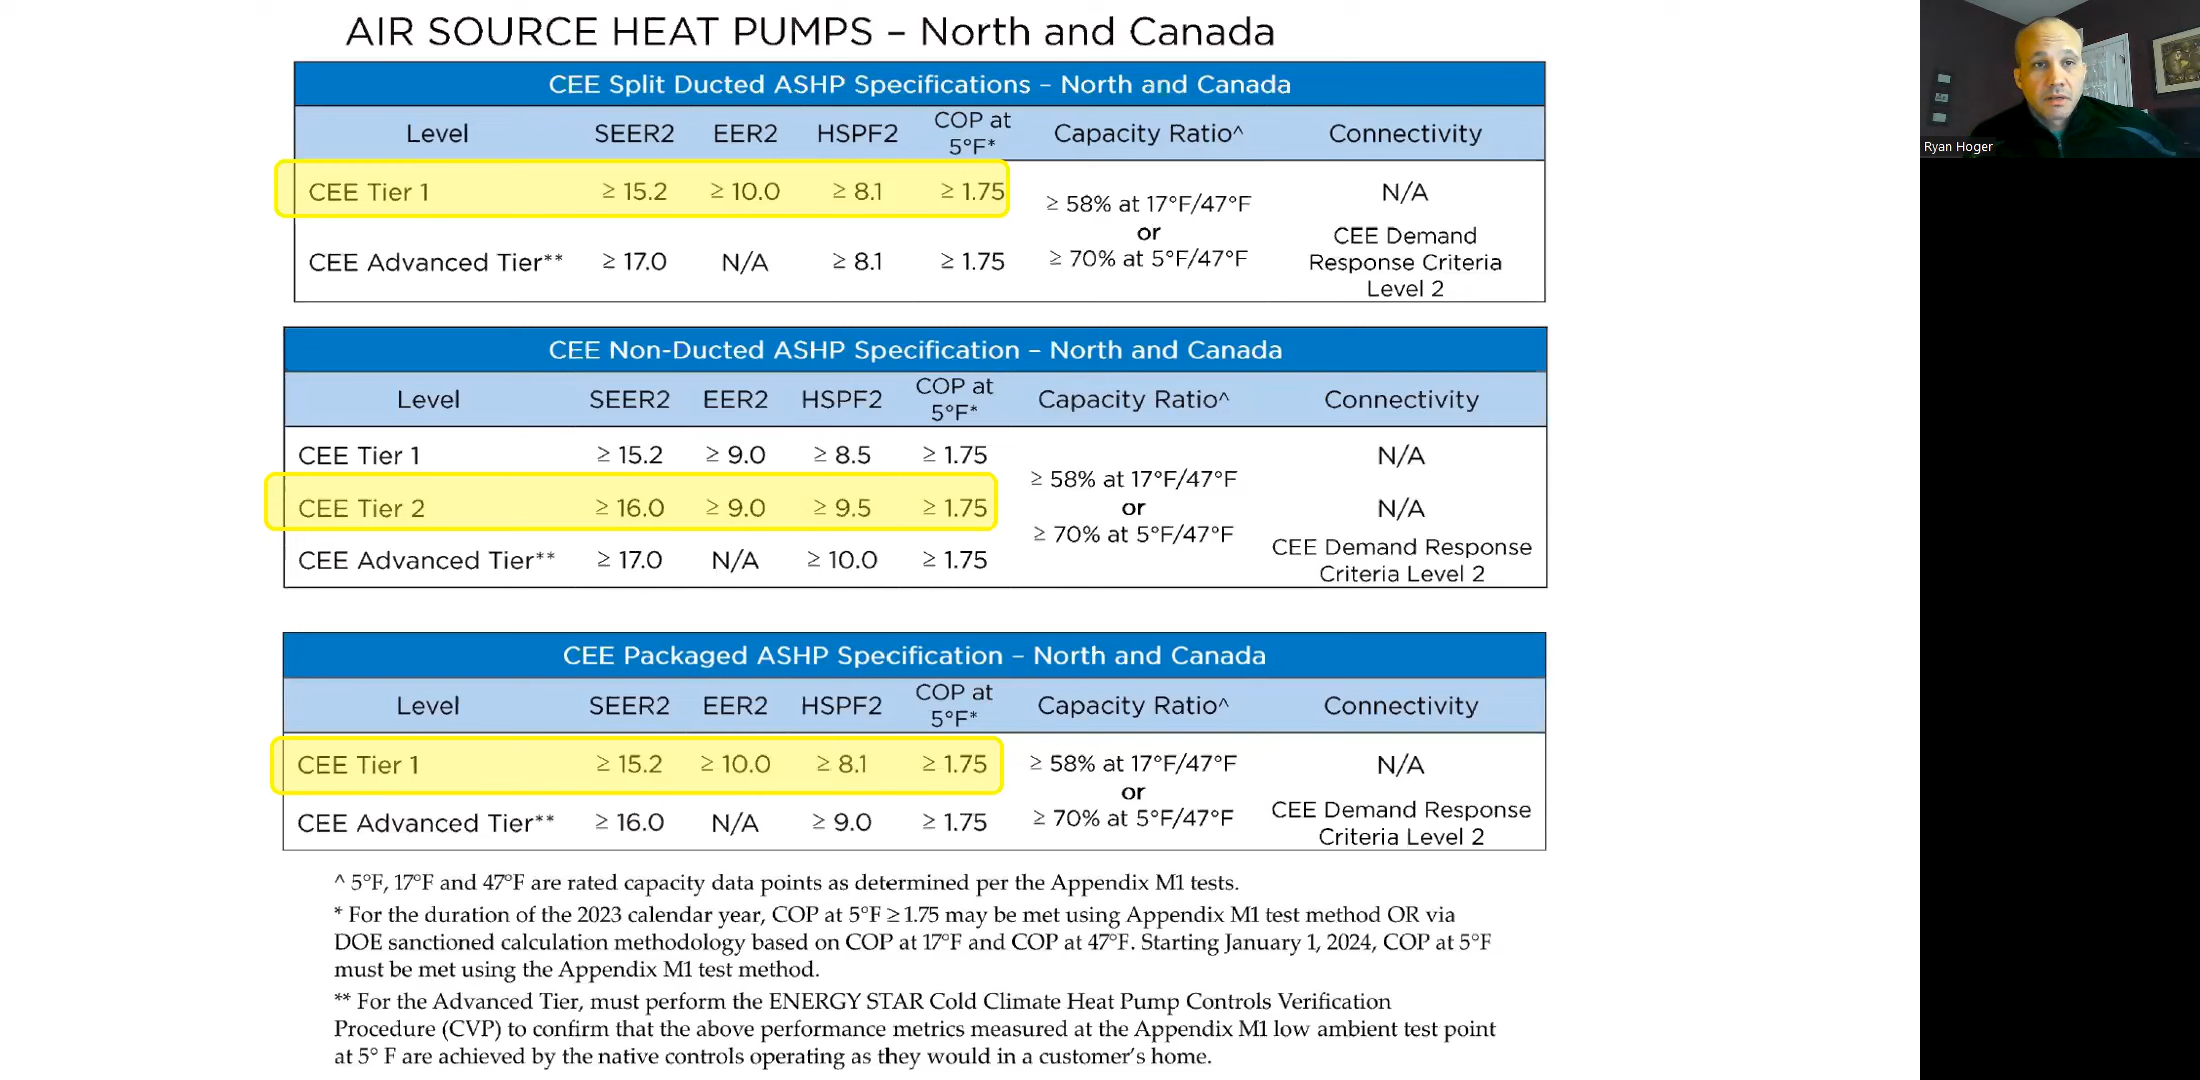 AIR SOURCE HEAT PUMPS – North and Canada
CEE Split Ducted ASHP Specifications – North and Canada
Level SEER2 EER2 HSPF2 COP at 5°F* Capacity Ratio^ Connectivity
CEE Tier 1 ≥ 15.2 ≥ 10.0 ≥ 8.1 ≥ 1.75 N/A
≥ 58% at 17°F/47°F
or
≥ 70% at 5°F/47°F
CEE Advanced Tier** ≥ 17.0 N/A ≥ 8.1 ≥ 1.75 CEE Demand
Response Criteria
Level 2
CEE Non-Ducted ASHP Specification – North and Canada
Level SEER2 EER2 HSPF2 COP at 5°F* Capacity Ratio^ Connectivity
CEE Tier 1 ≥ 15.2 ≥ 9.0 ≥ 8.5 ≥ 1.75 N/A
≥ 58% at 17°F/47°F
or
≥ 70% at 5°F/47°F
CEE Tier 2 ≥ 16.0 ≥ 9.0 ≥ 9.5 ≥ 1.75 N/A
CEE Advanced Tier** ≥ 17.0 N/A ≥ 10.0 ≥ 1.75 CEE Demand Response
Criteria Level 2
CEE Packaged ASHP Specification – North and Canada
Level SEER2 EER2 HSPF2 COP at 5°F* Capacity Ratio^ Connectivity
CEE Tier 1 ≥ 15.2 ≥ 10.0 ≥ 8.1 ≥ 1.75 ≥ 58% at 17°F/47°F N/A
or
≥ 70% at 5°F/47°F
CEE Advanced Tier** ≥ 16.0 N/A ≥ 9.0 ≥ 1.75 CEE Demand Response
Criteria Level 2
^ 5°F, 17°F and 47°F are rated capacity data points as determined per the Appendix M1 tests.
* For the duration of the 2023 calendar year, COP at 5°F ≥ 1.75 may be met using Appendix M1 test method OR via
DOE sanctioned calculation methodology based on COP at 17°F and COP at 47°F. Starting January 1, 2024, COP at 5°F
must be met using the Appendix M1 test method.
** For the Advanced Tier, must perform the ENERGY STAR Cold Climate Heat Pump Controls Verification
Procedure (CVP) to confirm that the above performance metrics measured at the Appendix M1 low ambient test point
at 5° F are achieved by the native controls operating as they would in a customer's home.
Ryan Hoger